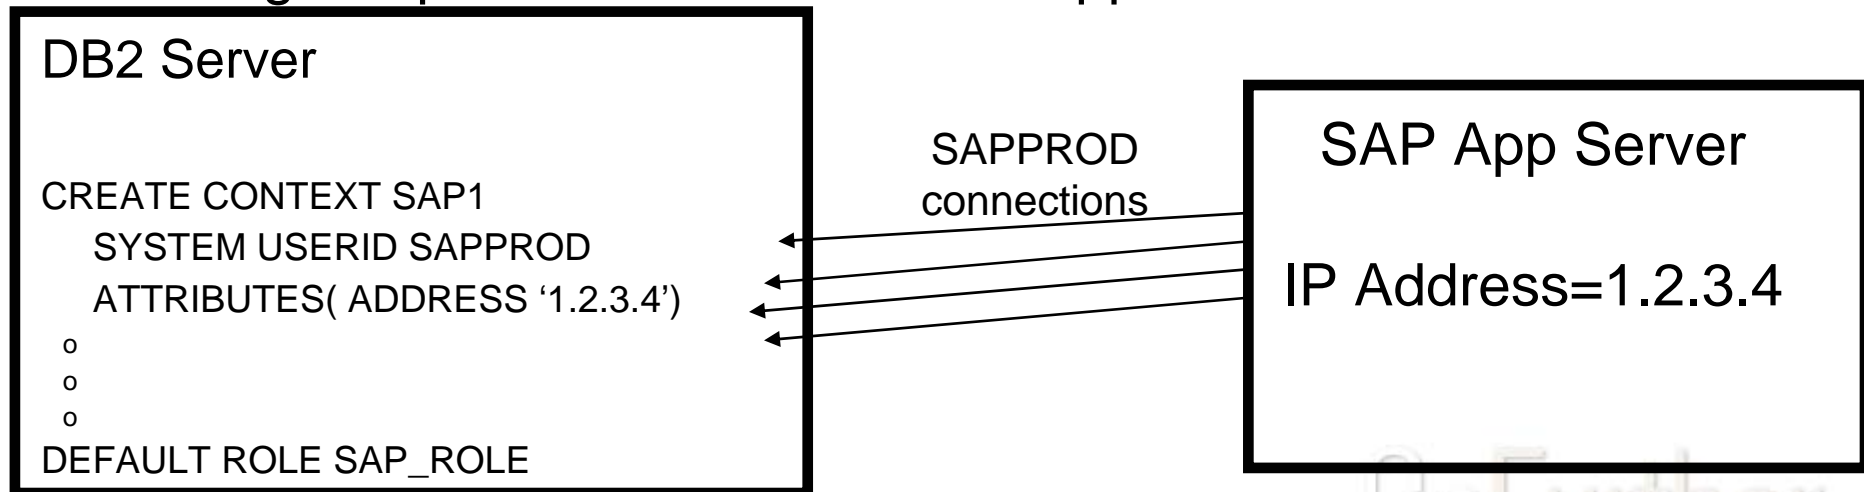 DB2 Server
CREATE CONTEXT SAP1
SYSTEM USERID SAPPROD
ATTRIBUTES( ADDRESS ‘1.2.3.4’)
o
o
o
DEFAULT ROLE SAP_ROLE
SAPPROD
connections
SAP App Server
IP Address=1.2.3.4